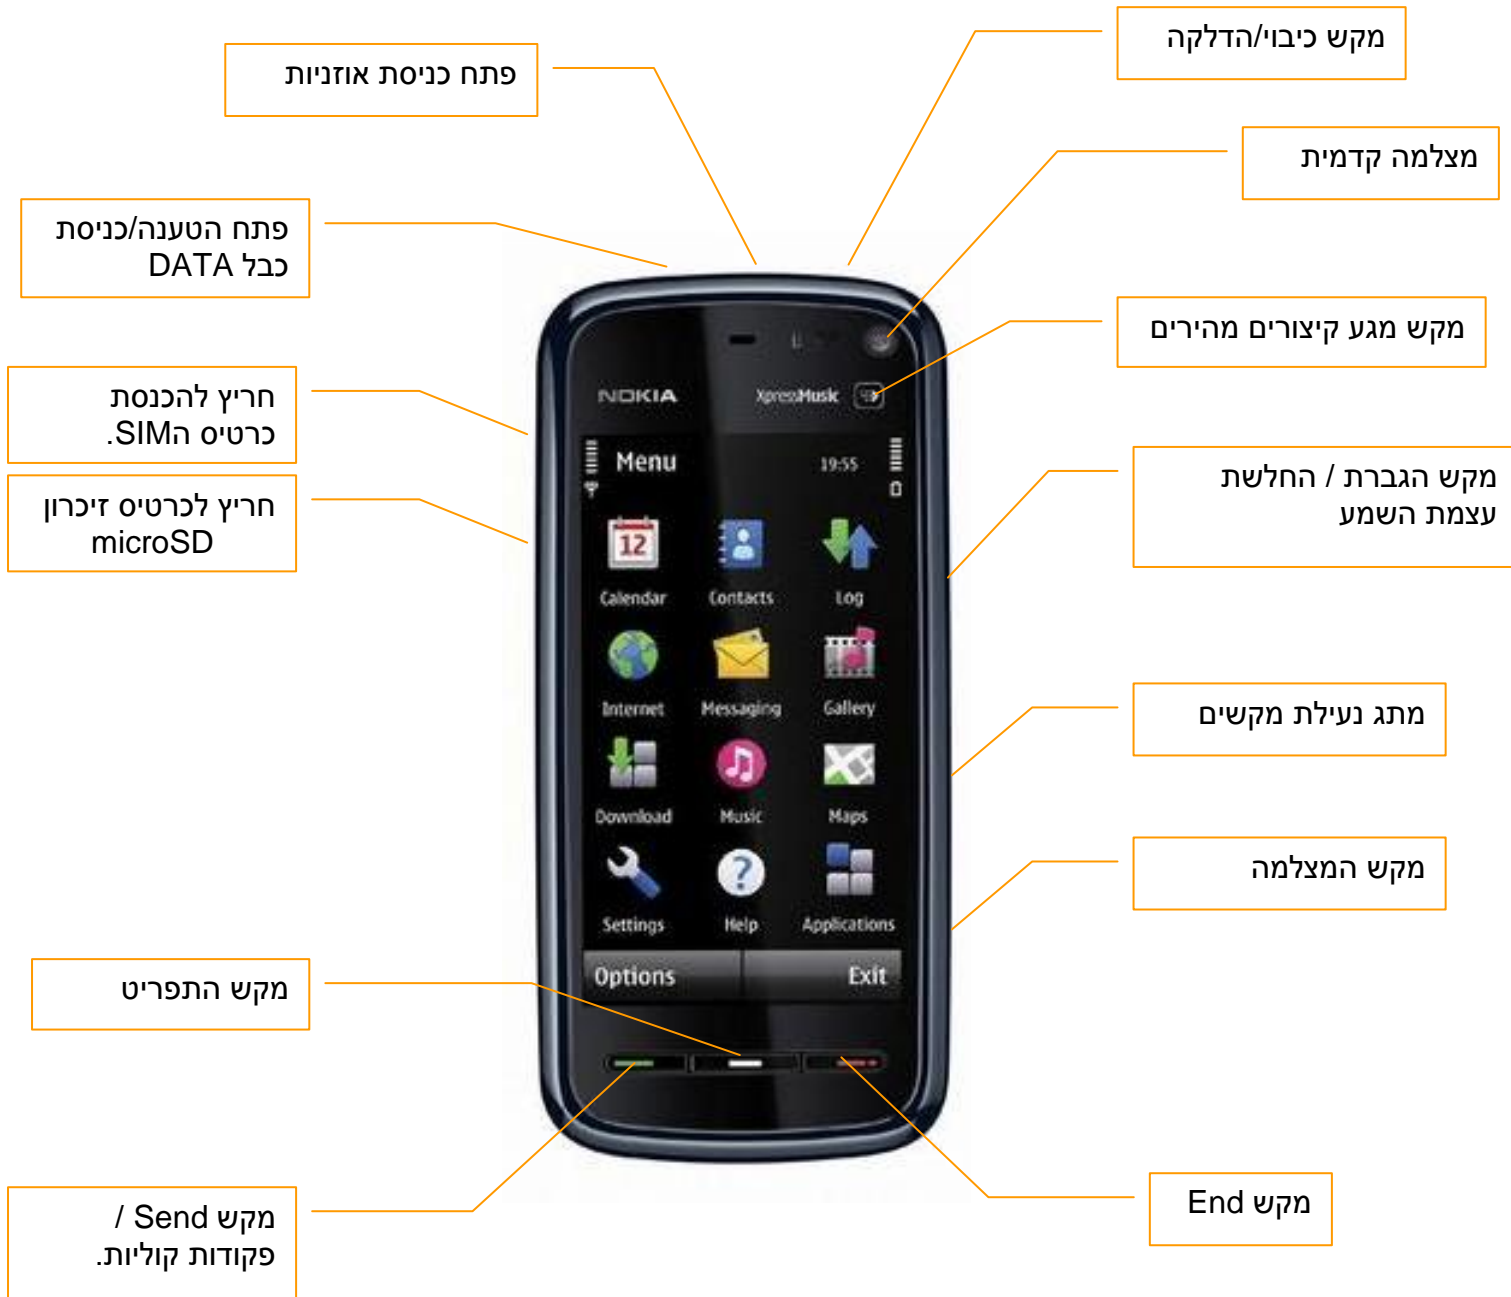 מקש כיבוי/הדלקה
פתח כניסת אוזניות
מצלמה קדמית
פתח הטענה/כניסת
כבל DATA
מקש מגע קיצורים מהירים
חריץ להכנסת
כרטיס הSIM.
חריץ לכרטיס זיכרון
microSD
מקש הגברת / החלשת
עצמת השמע
מתג נעילת מקשים
מקש המצלמה
מקש התפריט
מקש Send /
פקודות קוליות.
מקש End
NOKIA XpressMusic
Menu 19:55
12
Calendar Contacts Log
Internet Messaging Gallery
Download Music Maps
?
Settings Help Applications
Options Exit